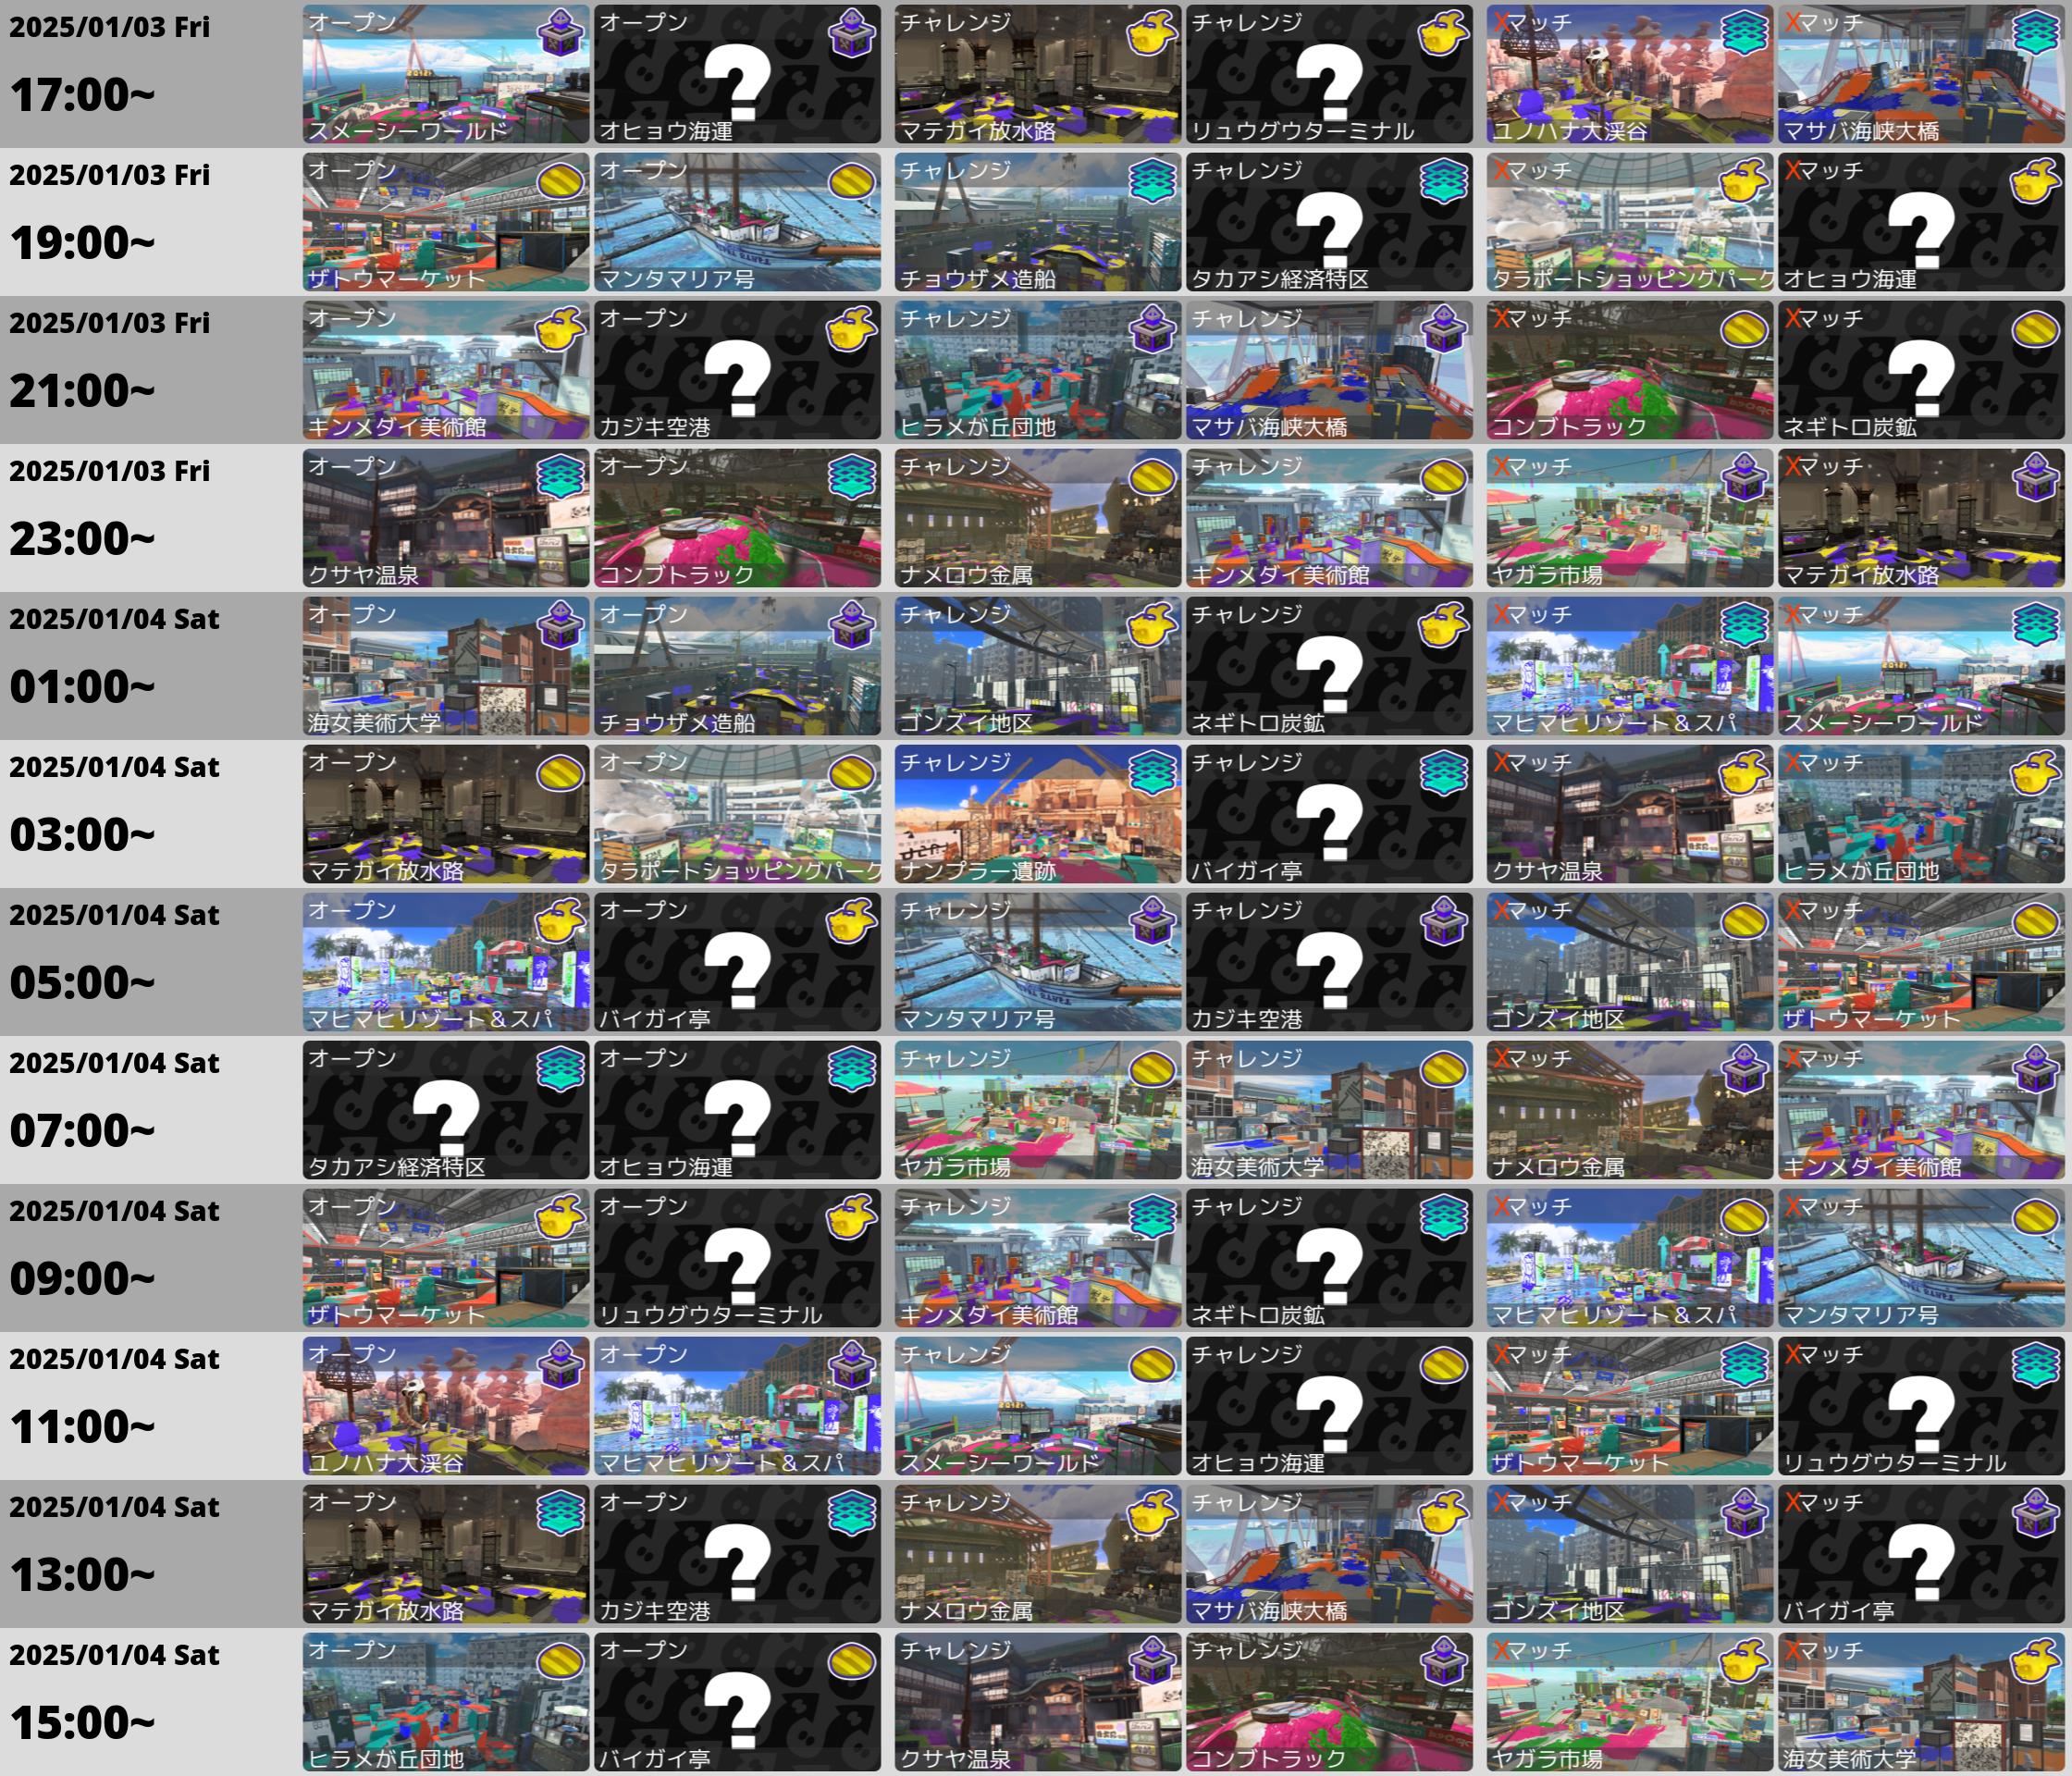 2025/01/03 Fri
17:00~
オープン
スメーシーワールド
オープン
オヒョウ海運
チャレンジ
マテガイ放水路
チャレンジ
リュウグウターミナル
Xマッチ
ユノハナ大渓谷
Xマッチ
マサバ海峡大橋
2025/01/03 Fri
19:00~
オープン
ザトウマーケット
オープン
マンタマリア号
チャレンジ
チョウザメ造船
チャレンジ
タカアシ経済特区
Xマッチ
タラポートショッピングパーク
Xマッチ
オヒョウ海運
2025/01/03 Fri
21:00~
オープン
キンメダイ美術館
オープン
カジキ空港
チャレンジ
ヒラメが丘団地
チャレンジ
マサバ海峡大橋
Xマッチ
コンブトラック
Xマッチ
ネギトロ炭鉱
2025/01/03 Fri
23:00~
オープン
クサヤ温泉
オープン
コンブトラック
チャレンジ
ナメロウ金属
チャレンジ
キンメダイ美術館
Xマッチ
ヤガラ市場
Xマッチ
マテガイ放水路
2025/01/04 Sat
01:00~
オープン
海女美術大学
オープン
チョウザメ造船
チャレンジ
ゴンズイ地区
チャレンジ
ネギトロ炭鉱
Xマッチ
マヒマヒリゾート＆スパ
Xマッチ
スメーシーワールド
2025/01/04 Sat
03:00~
オープン
マテガイ放水路
オープン
タラポートショッピングパーク
チャレンジ
ナンプラー遺跡
チャレンジ
バイガイ亭
Xマッチ
クサヤ温泉
Xマッチ
ヒラメが丘団地
2025/01/04 Sat
05:00~
オープン
マヒマヒリゾート＆スパ
オープン
バイガイ亭
チャレンジ
マンタマリア号
チャレンジ
カジキ空港
Xマッチ
ゴンズイ地区
Xマッチ
ザトウマーケット
2025/01/04 Sat
07:00~
オープン
タカアシ経済特区
オープン
オヒョウ海運
チャレンジ
ヤガラ市場
チャレンジ
海女美術大学
Xマッチ
ナメロウ金属
Xマッチ
キンメダイ美術館
2025/01/04 Sat
09:00~
オープン
ザトウマーケット
オープン
リュウグウターミナル
チャレンジ
キンメダイ美術館
チャレンジ
ネギトロ炭鉱
Xマッチ
マヒマヒリゾート＆スパ
Xマッチ
マンタマリア号
2025/01/04 Sat
11:00~
オープン
ユノハナ大渓谷
オープン
マヒマヒリゾート＆スパ
チャレンジ
スメーシーワールド
チャレンジ
オヒョウ海運
Xマッチ
ザトウマーケット
Xマッチ
リュウグウターミナル
2025/01/04 Sat
13:00~
オープン
マテガイ放水路
オープン
カジキ空港
チャレンジ
ナメロウ金属
チャレンジ
マサバ海峡大橋
Xマッチ
ゴンズイ地区
Xマッチ
バイガイ亭
2025/01/04 Sat
15:00~
オープン
ヒラメが丘団地
オープン
バイガイ亭
チャレンジ
クサヤ温泉
チャレンジ
コンブトラック
Xマッチ
ヤガラ市場
Xマッチ
海女美術大学